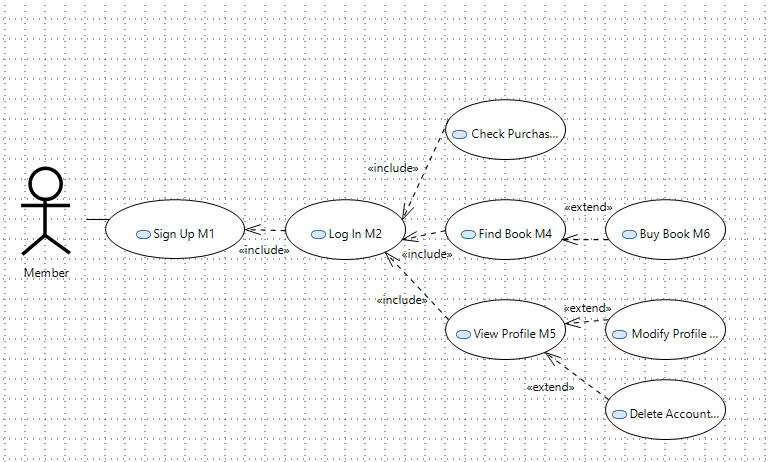 Check Purchas...
«include»
«extend»
Sign Up M1
Log In M2
Find Book M4
Buy Book M6
«include»
«include»
Member
«include»
«extend»
View Profile M5
Modify Profile ...
«extend»
Delete Account...